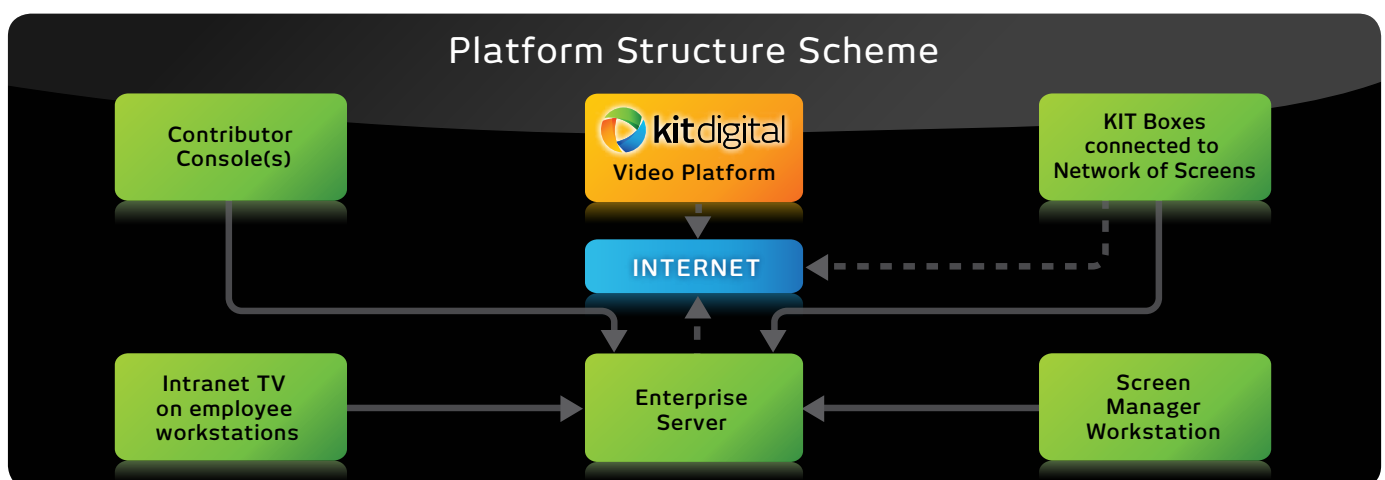 Platform Structure Scheme
Contributor
Console(s)
kitdigital
Video Platform
KIT Boxes
connected to
Network of Screens
INTERNET
Intranet TV
on employee
workstations
Enterprise
Server
Screen
Manager
Workstation